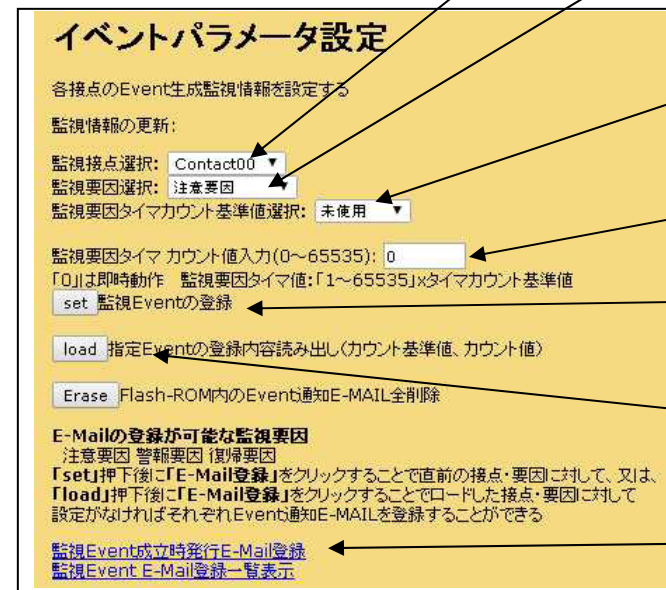 イベントパラメータ設定
各接点のEvent生成監視情報を設定する
監視情報の更新:
監視接点選択: Contact00
監視要因選択: 注意要因
監視要因タイマカウント基準値選択: 未使用
監視要因タイマ カウント値入力(0～65535): 0
「0」は即時動作 監視要因タイマ値:「1～65535」xタイマカウント基準値
set 監視Eventの登録
load 指定Eventの登録内容読み出し(カウント基準値、カウント値)
Erase Flash-ROM内のEvent通知E-MAIL全削除
E-Mailの登録が可能な監視要因
注意要因 警報要因 復帰要因
「set」押下後に「E-Mail登録」をクリックすることで直前の接点・要因に対して、又は、
「load」押下後に「E-Mail登録」をクリックすることでロードした接点・要因に対して
設定がなければそれぞれEvent通知E-MAILを登録することができる
監視Event成立時発行E-Mail登録
監視Event E-Mail登録一覧表示